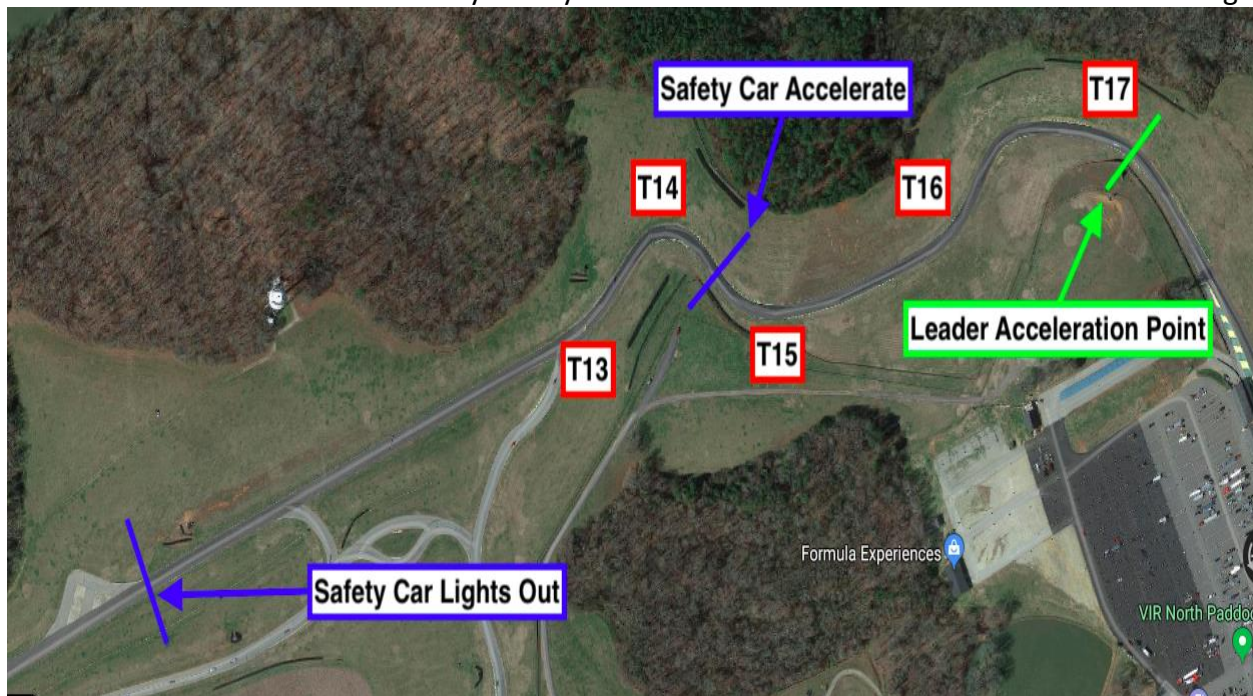 Safety Car Accelerate
T17
T14
T16
Leader Acceleration Point
T15
T13
Formula Experiences
Safety Car Lights Out
VIR North Paddoc